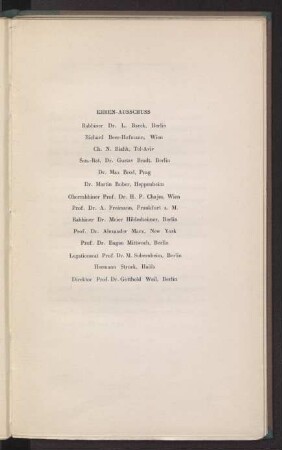 EHREN-AUSSCHUSS
Rabbiner Dr. L. Baeck, Berlin
Richard Beer-Hofmann, Wien
Ch. N. Bialik, Tel-Aviv
San.-Rat. Dr. Gustav Bradt, Berlin
Dr. Max Brod, Prag
Dr. Martin Buber, Heppenheim
Oberrabbiner Prof. Dr. H. P. Chajes, Wien
Prof. Dr. A. Freimann, Frankfurt a. M.
Rabbiner Dr. Meier Hildesheimer, Berlin
Prof. Dr. Alexander Marx, New York
Prof. Dr. Eugen Mittwoch, Berlin
Legationsrat Prof. Dr. M. Sobernheim, Berlin
Hermann Struck, Haifa
Direktor Prof. Dr. Gotthold Weil, Berlin